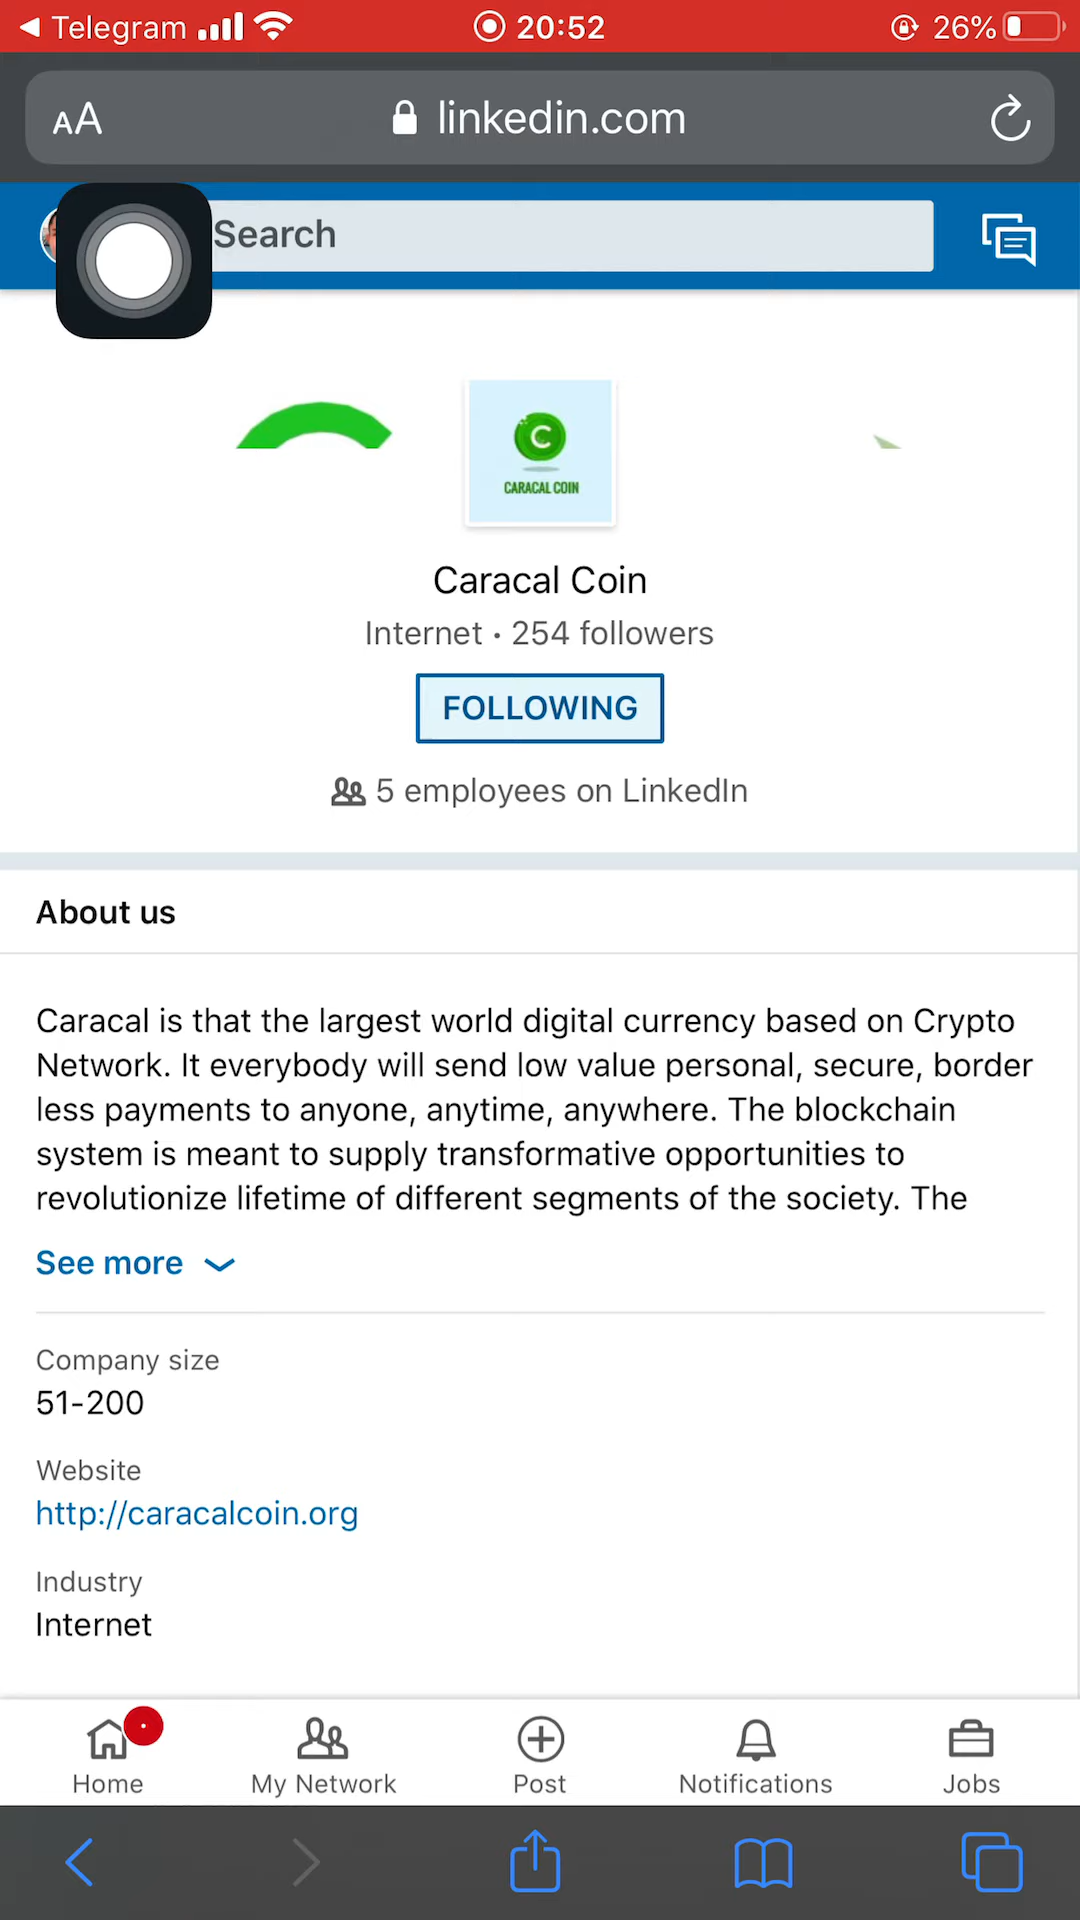 Telegram 20:52 26%
AA linkedin.com
Search
C
CARACAL COIN
Caracal Coin
Internet • 254 followers
FOLLOWING
5 employees on LinkedIn
About us
Caracal is that the largest world digital currency based on Crypto
Network. It everybody will send low value personal, secure, border
less payments to anyone, anytime, anywhere. The blockchain
system is meant to supply transformative opportunities to
revolutionize lifetime of different segments of the society. The
See more
Company size
51-200
Website
http://caracalcoin.org
Industry
Internet
Home My Network Post Notifications Jobs